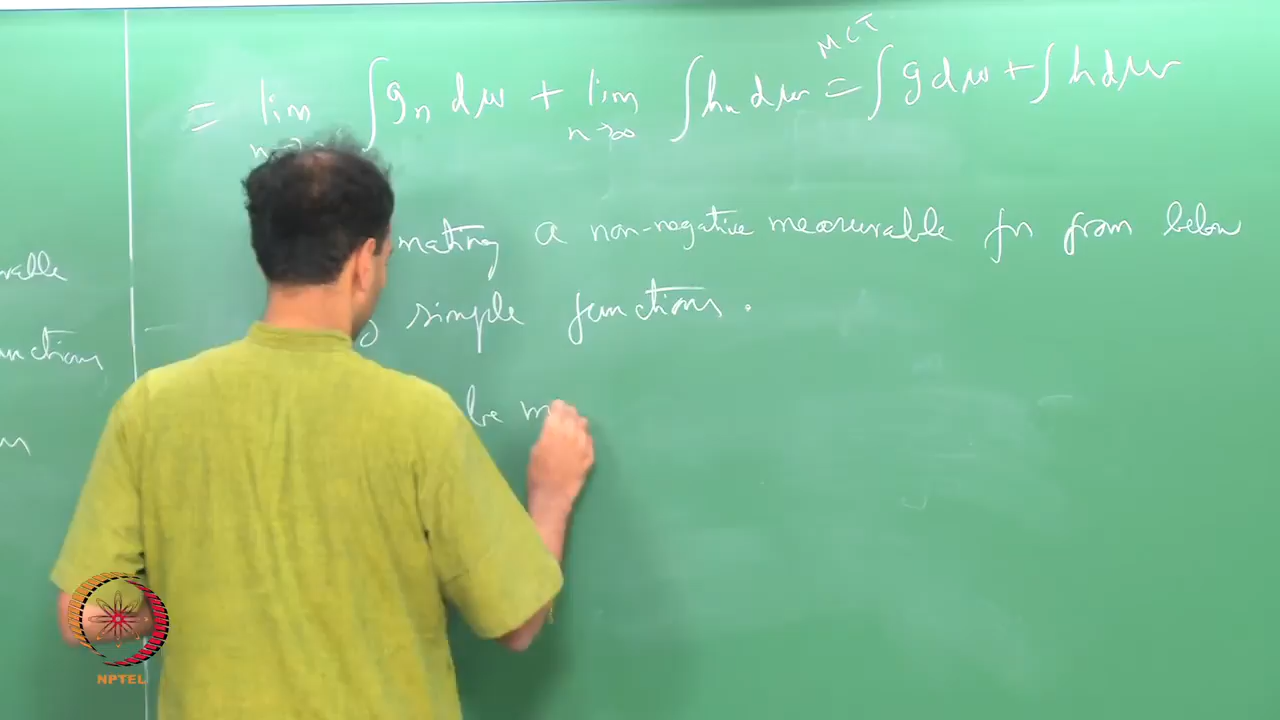 MCT
= lim ∫ gₙ dμ + lim n→∞ ∫ hₙ dμ = ∫ g dμ + ∫ h dμ
mating a non-negative measurable fn from below
simple functions.
be m
NPTEL